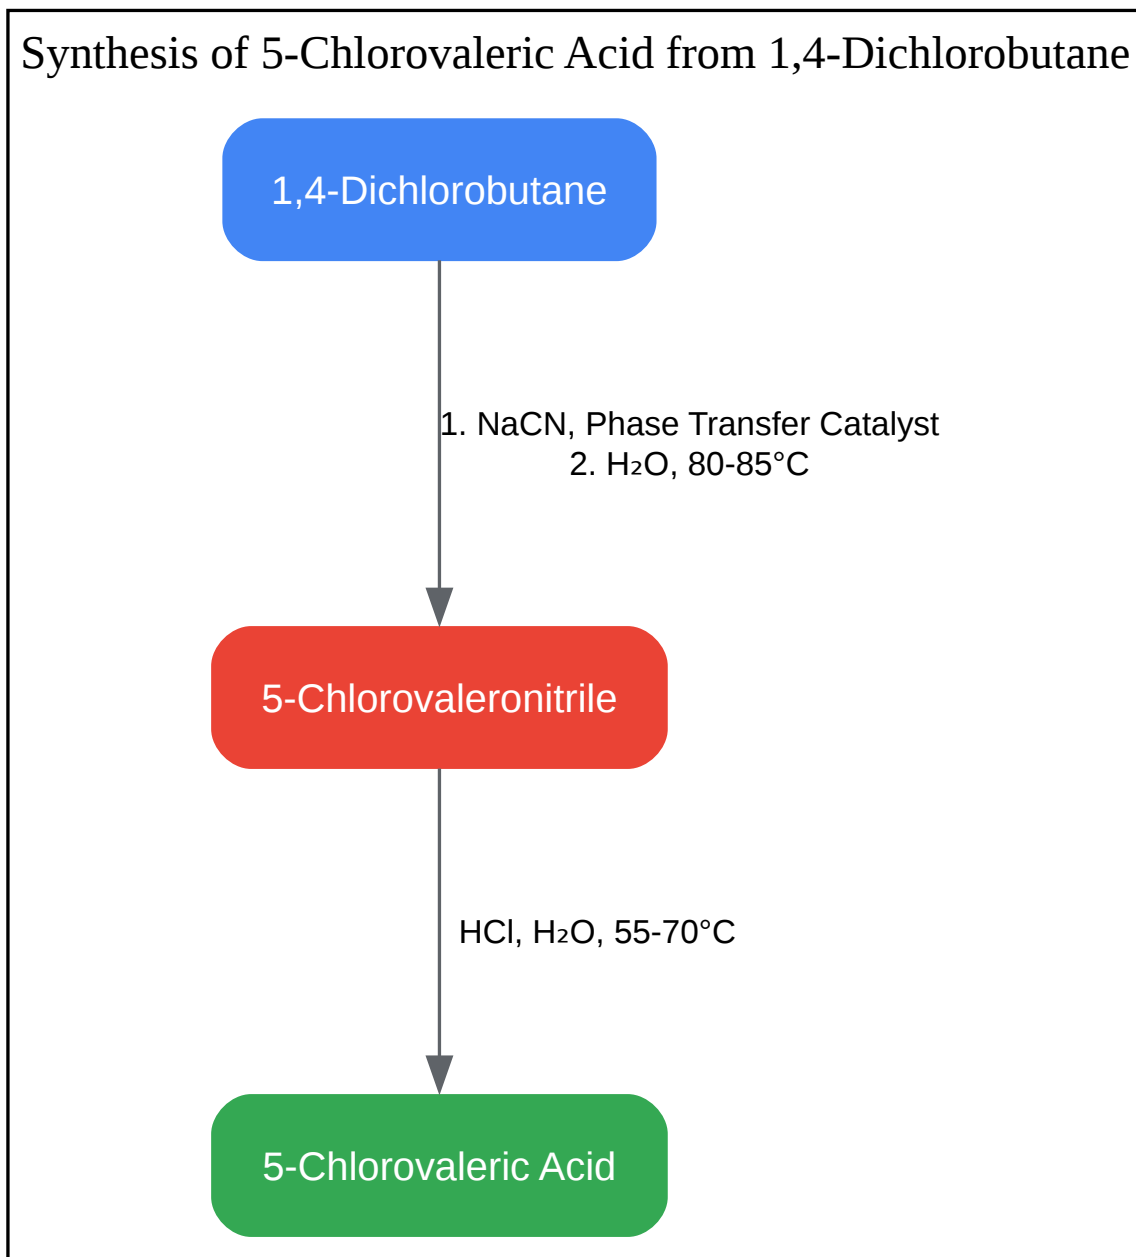 Synthesis of 5-Chlorovaleric Acid from 1,4-Dichlorobutane
1,4-Dichlorobutane
1. NaCN, Phase Transfer Catalyst
2. H₂O, 80-85°C
5-Chlorovaleronitrile
HCl, H₂O, 55-70°C
5-Chlorovaleric Acid